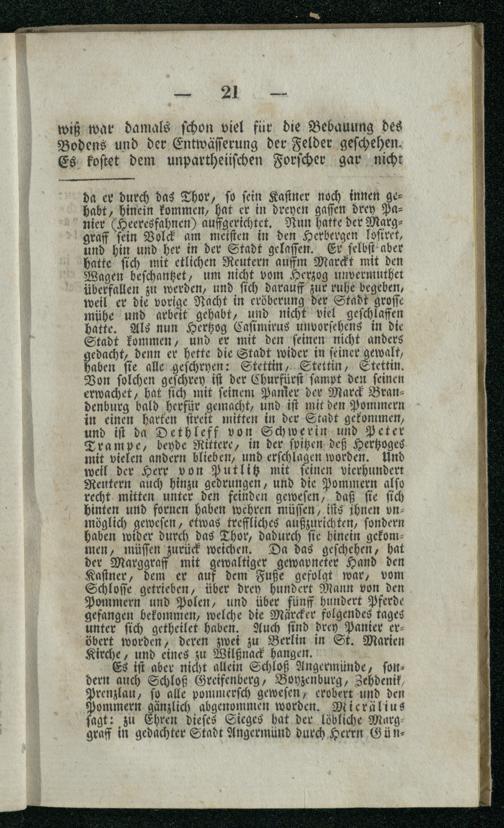 — 21 —
wiß war damals schon viel für die Bebauung des
Bodens und der Entwässerung der Felder geschehen.
Es kostet dem unpartheiischen Forscher gar nicht
da er durch das Thor, so sein Kastner noch innen ge-
habt, hinein kommen, hat er in dreyen gassen drey Pa-
nier (Heeresfahnen) auffgerichtet. Nun hatte der Marg-
graff sein Volck am meisten in den Herbergen losiret,
und hin und her in der Stadt gelassen. Er selbst aber
hatte sich mit etlichen Reutern auffm Marckt mit den
Wagen beschantzet, um nicht vom Herzog unvermuthet
überfallen zu werden, und sich darauff zur ruhe begeben,
weil er die vorige Nacht in eröberung der Stadt grosse
mühe und arbeit gehabt, und nicht viel geschlaffen
hatte. Als nun Hertzog Casimirus unvorsehens in die
Stadt kommen, und er mit den seinen nicht anders
gedacht, denn er hette die Stadt wider in seiner gewalt,
haben sie alle geschryen: Stettin, Stettin, Stettin.
Von solchen geschrey ist der Churfürst sampt den seinen
erwachet, hat sich mit seinem Panier der Marck Bran-
denburg bald herfür gemacht, und ist mit den Pommern
in einen harten streit mitten in der Stadt gekommen,
und ist da Dethleff von Schwerin und Peter
Trampe, beyde Rittere, in der spitzen deß Hertzoges
mit vielen andern blieben, und erschlagen worden. Und
weil der Herr von Putlitz mit seinen vierhundert
Reutern auch hinzu gedrungen, und die Pommern also
recht mitten unter den feinden gewesen, daß sie sich
hinten und fornen haben wehren müssen, ists ihnen vn-
möglich gewesen, etwas treffliches außzurichten, sondern
haben wider durch das Thor, dadurch sie hinein gekom-
men, müssen zurück weichen. Da das geschehen, hat
der Marggraff mit gewaltiger gewapneter Hand den
Kastner, dem er auf dem Fuße gefolgt war, vom
Schlosse getrieben, über drey hundert Mann von den
Pommern und Polen, und über fünff hundert Pferde
gefangen bekommen, welche die Märcker folgendes tages
unter sich getheilet haben. Auch sind drey Panier er-
öbert worden, deren zwei zu Berlin in St. Marien
Kirche, und eines zu Wilßnack hangen.
Es ist aber nicht allein Schloß Angermünde, son-
dern auch Schloß Greifenberg, Boyzenburg, Zehdenik,
Prenzlau, so alle pommersch gewesen, erobert und den
Pommern gänzlich abgenommen worden. Micrälius
sagt: zu Ehren dieses Sieges hat der löbliche Marg-
graff in gedachter Stadt Angermünd durch Herrn Gün-